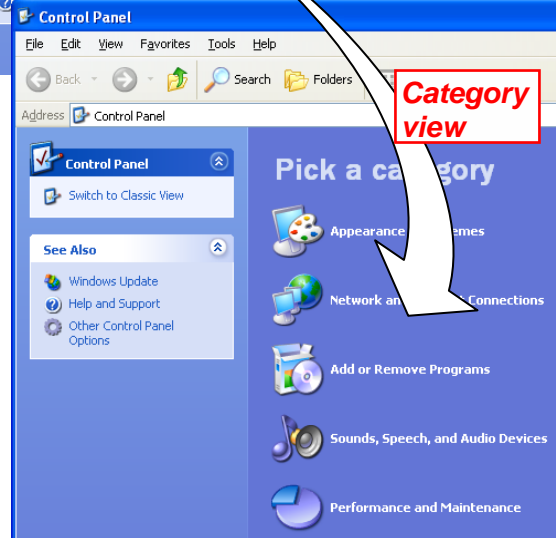 Control Panel
File Edit View Favorites Tools Help
Back Search Folders
Address Control Panel
Category
view
Control Panel
Switch to Classic View
See Also
Windows Update
Help and Support
Other Control Panel
Options
Pick a ca gory
Appearance emes
Network an Connections
Add or Remove Programs
Sounds, Speech, and Audio Devices
Performance and Maintenance